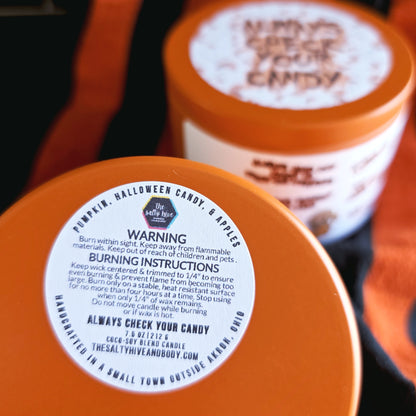 ALWAYS
CHECK
YOUR
CANDY
PUMPKIN, HALLOWEEN CANDY, & APPLES
the
salty hive
WARNING
Burn within sight. Keep away from flammable
materials. Keep out of reach of children and pets.
BURNING INSTRUCTIONS
Keep wick centered & trimmed to 1/4" to ensure
even burning & prevent flame from becoming too
large. Burn only on a stable, heat resistant surface
for no more than four hours at a time. Stop using
when only 1/4" of wax remains.
Do not move candle while burning
or if wax is hot.
ALWAYS CHECK YOUR CANDY
7.5 OZ | 212 G
COCO-SOY BLEND CANDLE
THESALTYHIVEANDBODY.COM
HANDCRAFTED IN A SMALL TOWN OUTSIDE AKRON, OHIO